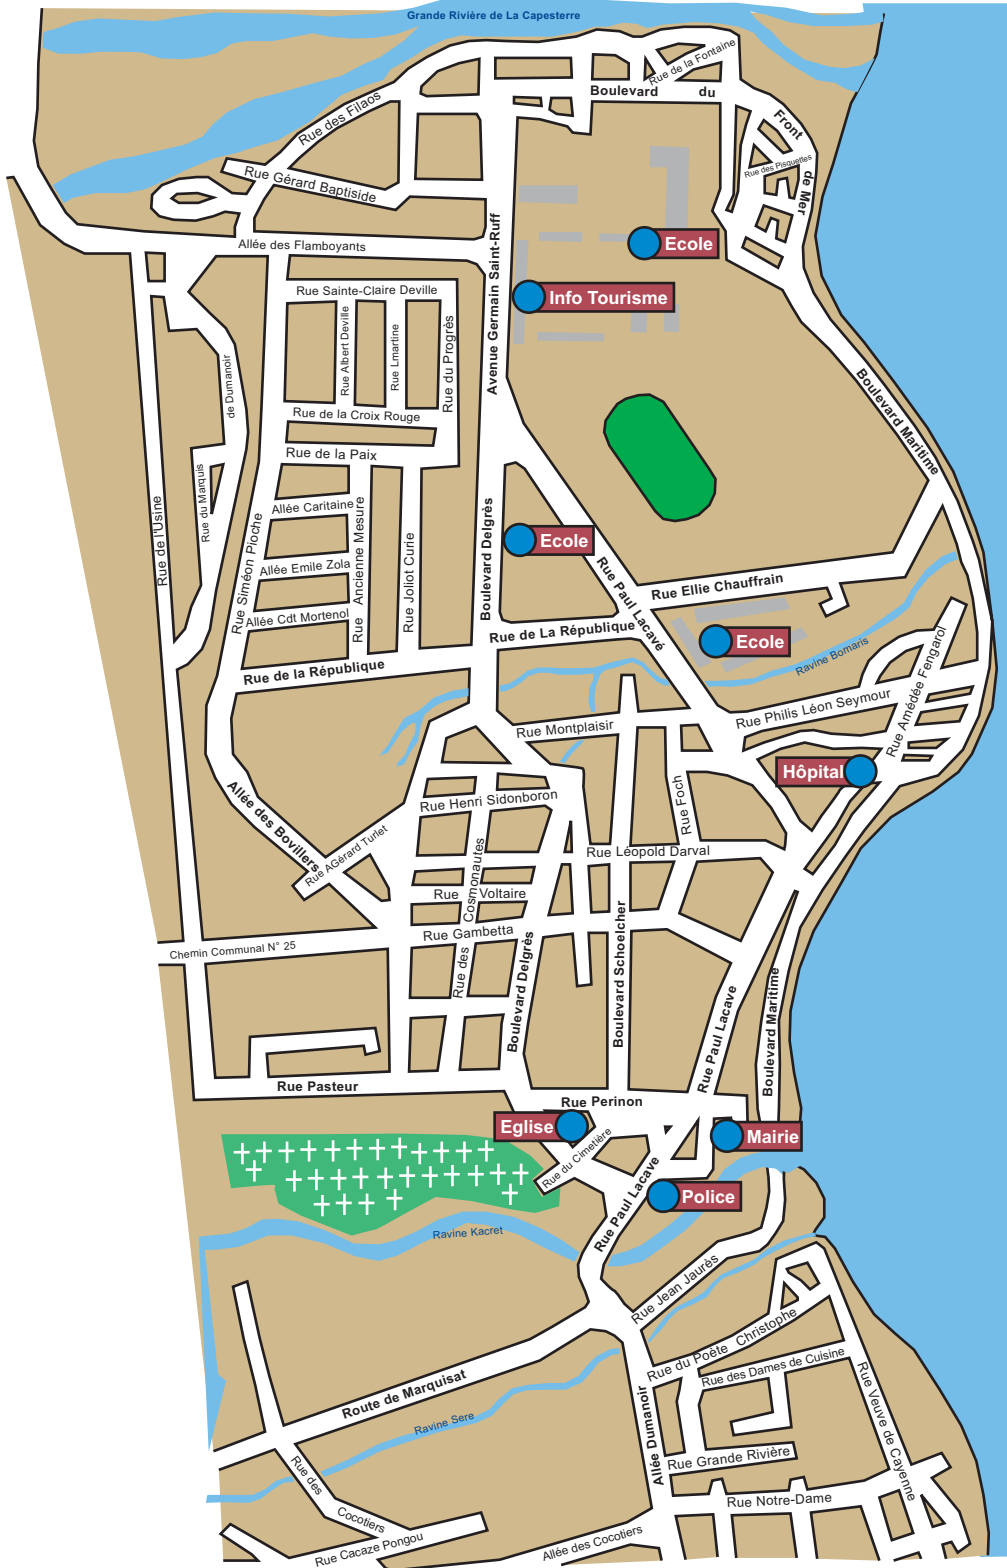 Grande Rivière de La Capesterre
Rue de la Fontaine
Boulevard du
Front
de Mer
Rue des Filaos
Rue des Pisquettes
Rue Gérard Baptiside
Allée des Flamboyants
Ecole
Info Tourisme
Avenue Germain Saint-Ruff
Rue Sainte-Claire Deville
Rue Albert Deville
Rue Lmartine
Rue du Progrès
de Dumanoir
Boulevard Maritime
Rue de la Croix Rouge
Rue de la Paix
Rue du Marquis
Rue de l'Usine
Allée Caritaine
Rue Siméon Pioche
Rue Ancienne Mesure
Rue Joliot Curie
Boulevard Delgrès
Ecole
Allée Emile Zola
Allée Cdt Mortenol
Rue Paul Lacavé
Rue Ellie Chauffrain
Rue de La République
Ecole
Ravine Bomaris
Rue de la République
Rue Amédée Fengarol
Rue Philis Léon Seymour
Rue Montplaisir
Hôpital
Allée des Bovillers
Rue Henri Sidonboron
Rue Foch
Rue AGérard Turlet
Rue Léopold Darval
Rue des Cosmonautes
Rue Voltaire
Rue Gambetta
Chemin Communal N° 25
Boulevard Delgrès
Boulevard Schoelcher
Rue Paul Lacave
Boulevard Maritime
Rue Pasteur
Rue Perinon
Eglise
Mairie
Rue du Cimetière
Police
Rue Paul Lacave
Ravine Kacret
Rue Jean Jaurès
Rue du Poète Christophe
Rue des Dames de Cuisine
Route de Marquisat
Ravine Sere
Allée Dumanoir
Rue Veuve de Cayenne
Rue Grande Rivière
Rue des
Cocotiers
Rue Notre-Dame
Rue Cacaze Pongou
Allée des Cocotiers